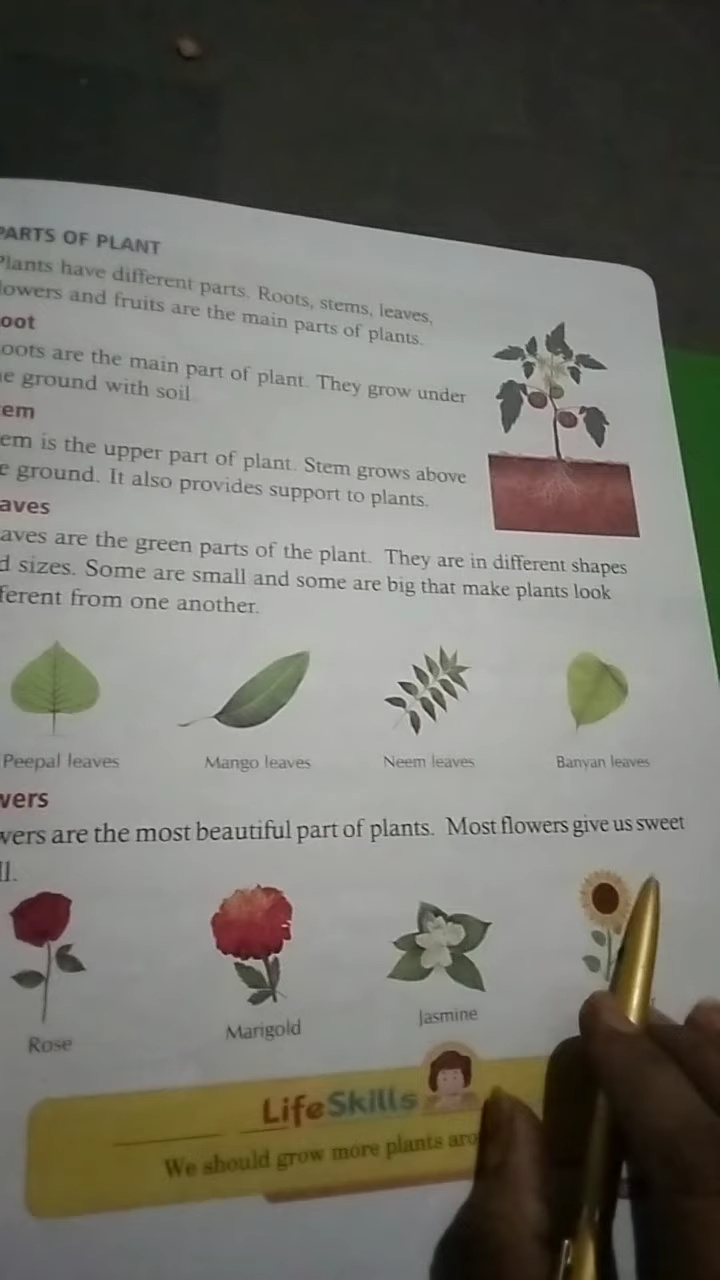 PARTS OF PLANT
Plants have different parts. Roots, stems, leaves,
lowers and fruits are the main parts of plants.
oot
oots are the main part of plant. They grow under
e ground with soil
em
em is the upper part of plant. Stem grows above
e ground. It also provides support to plants.
aves
aves are the green parts of the plant. They are in different shapes
d sizes. Some are small and some are big that make plants look
ferent from one another.
Peepal leaves Mango leaves Neem leaves Banyan leaves
wers
wers are the most beautiful part of plants. Most flowers give us sweet
ll.
Rose Marigold Jasmine
LifeSkills
We should grow more plants aro